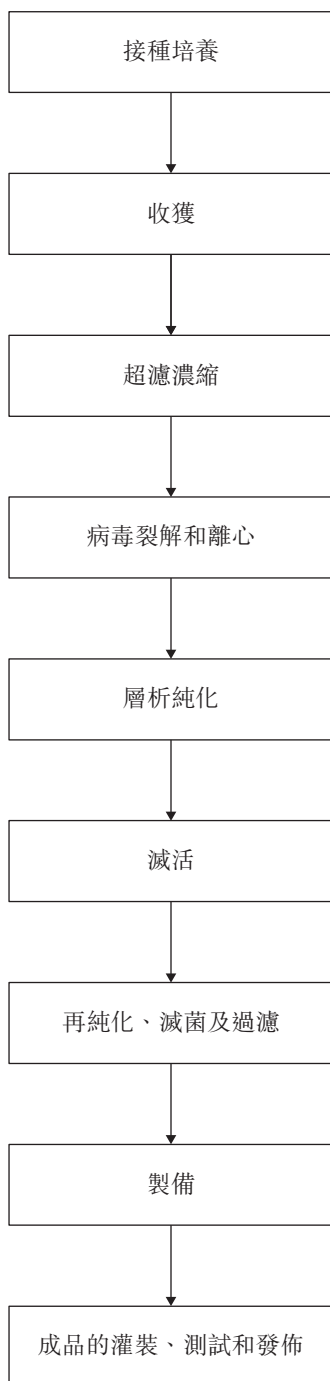 接種培養
收獲
超濾濃縮
病毒裂解和離心
層析純化
滅活
再純化、滅菌及過濾
製備
成品的灌裝、測試和發佈